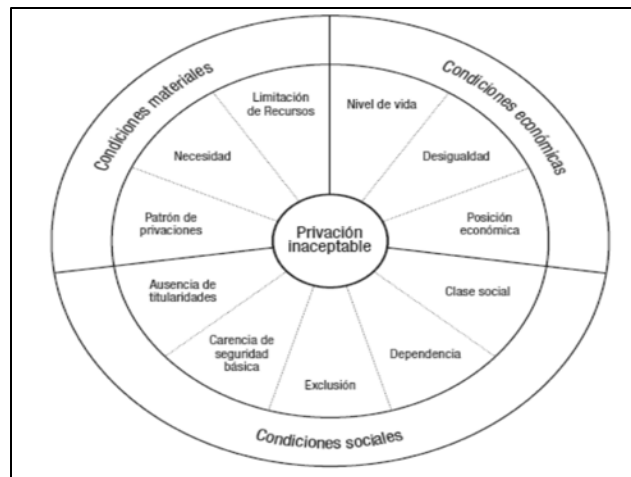 Condiciones materiales
Condiciones económicas
Limitación
de Recursos
Nivel de vida
Necesidad
Desigualdad
Patrón de
privaciones
Posición
económica
Privación
inaceptable
Ausencia de
titularidades
Clase social
Carencia de
seguridad
básica
Dependencia
Exclusión
Condiciones sociales